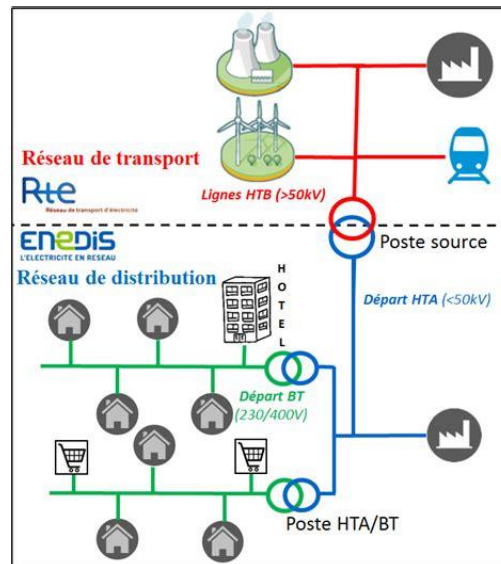 Réseau de transport
Lignes HTB (>50kV)
Rte
Réseau de transport d'électricité
Poste source
ENEDIS
L'ELECTRICITE EN RESEAU
Réseau de distribution
HOTEL
Départ HTA (<50kV)
Départ BT
(230/400V)
Poste HTA/BT